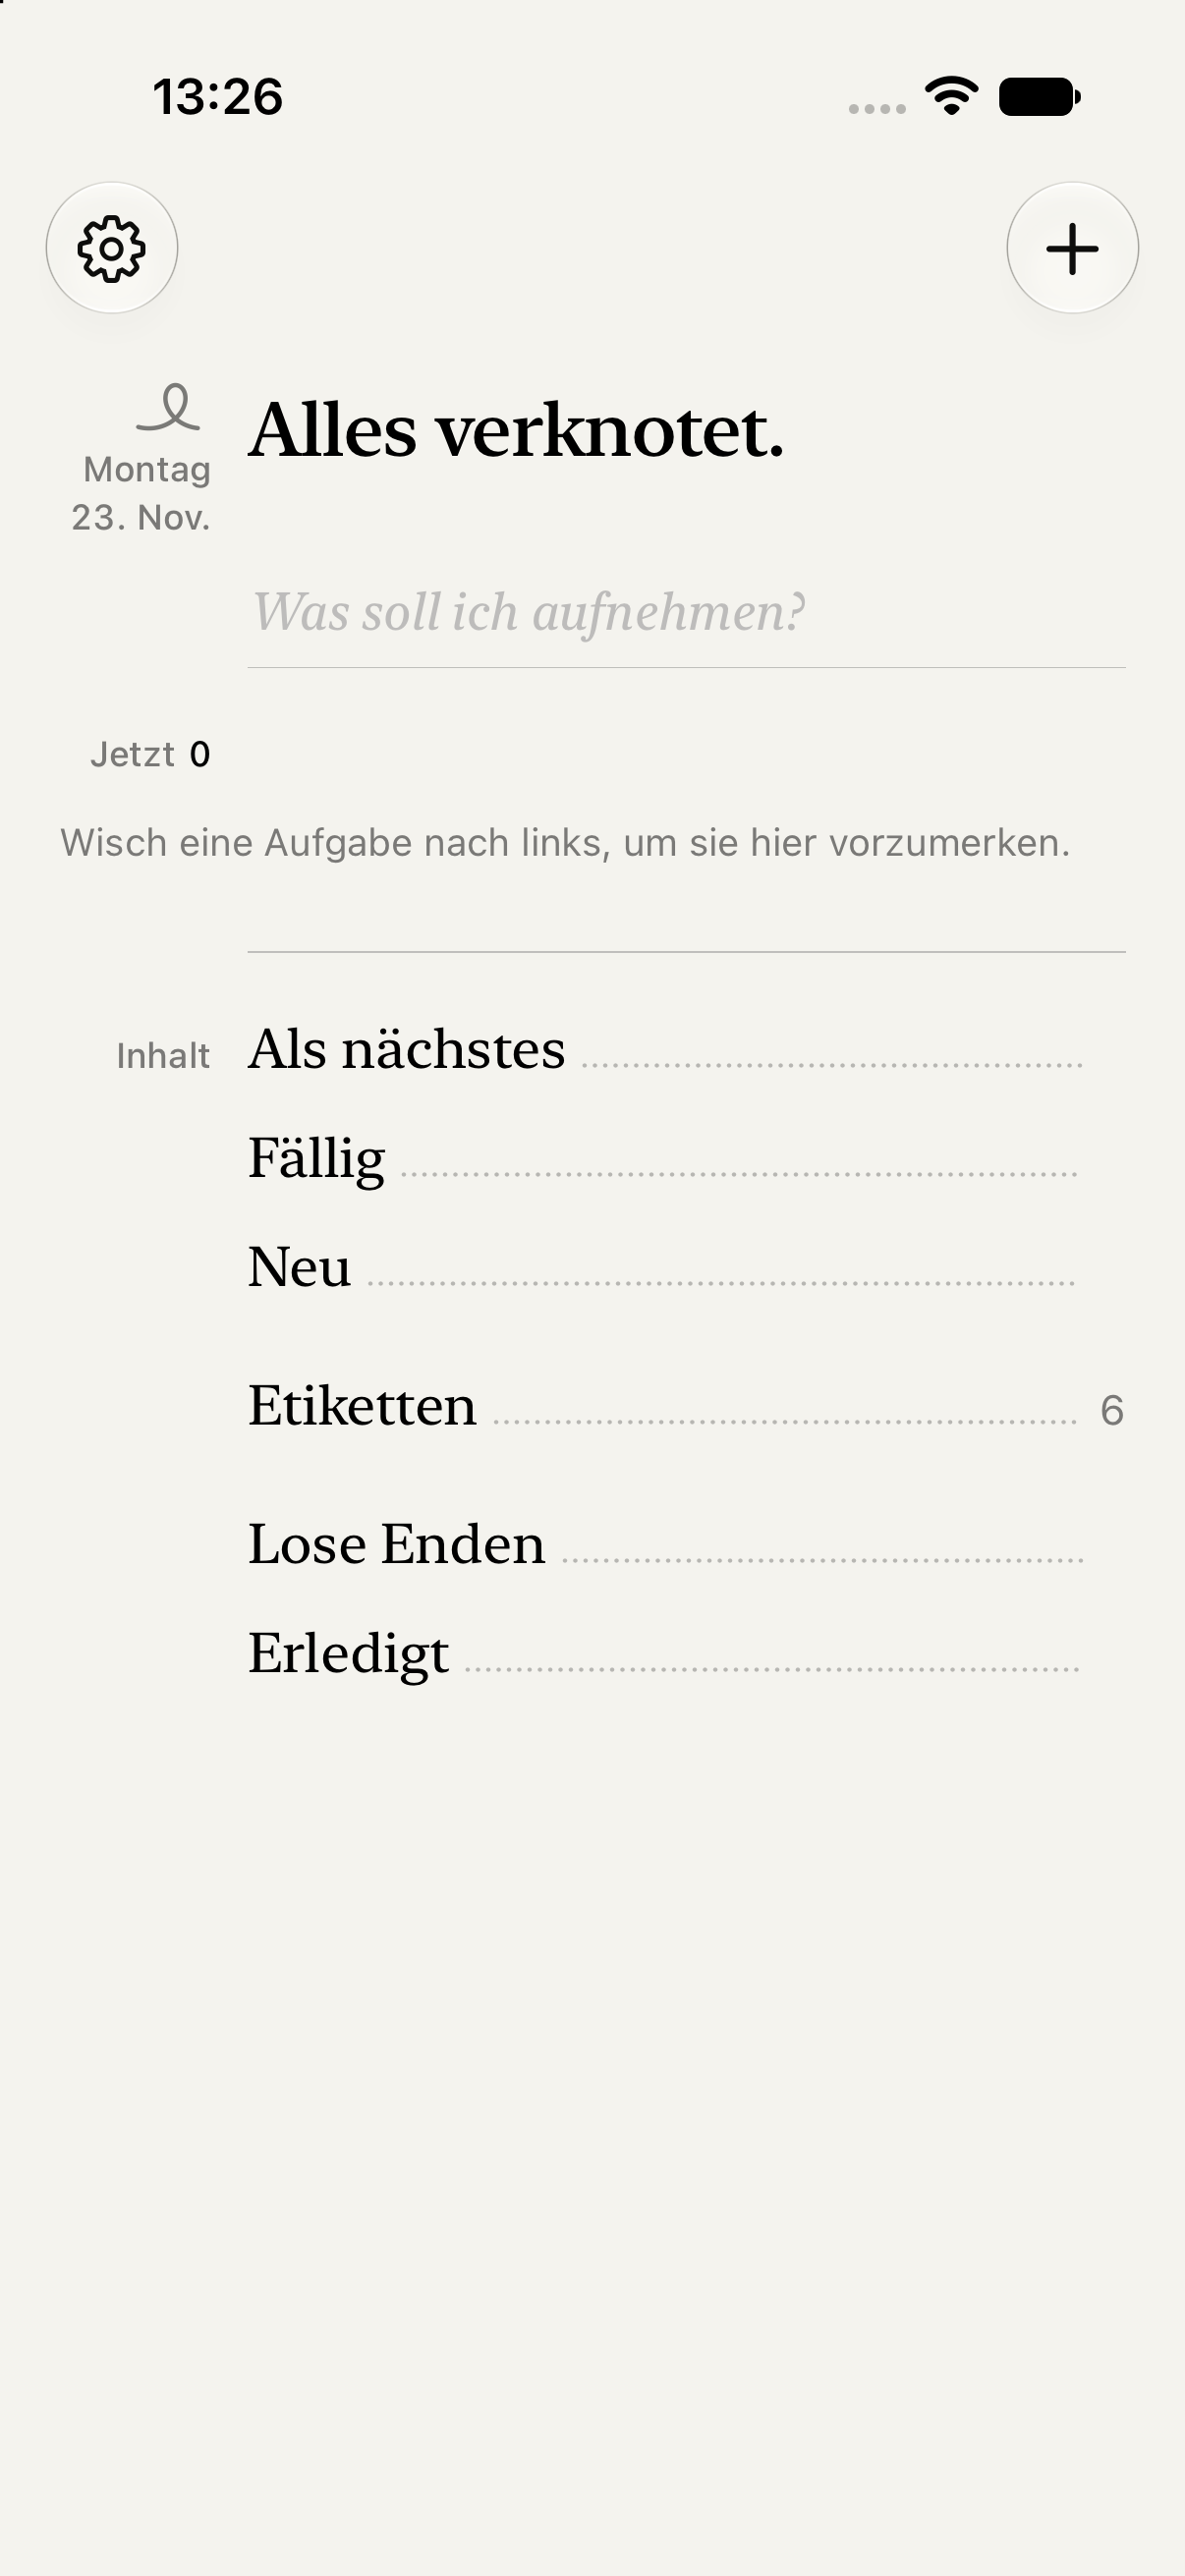 13:26
Alles verknotet.
Montag
23. Nov.
Was soll ich aufnehmen?
Jetzt 0
Wisch eine Aufgabe nach links, um sie hier vorzumerken.
Inhalt
Als nächstes
Fällig
Neu
Etiketten 6
Lose Enden
Erledigt